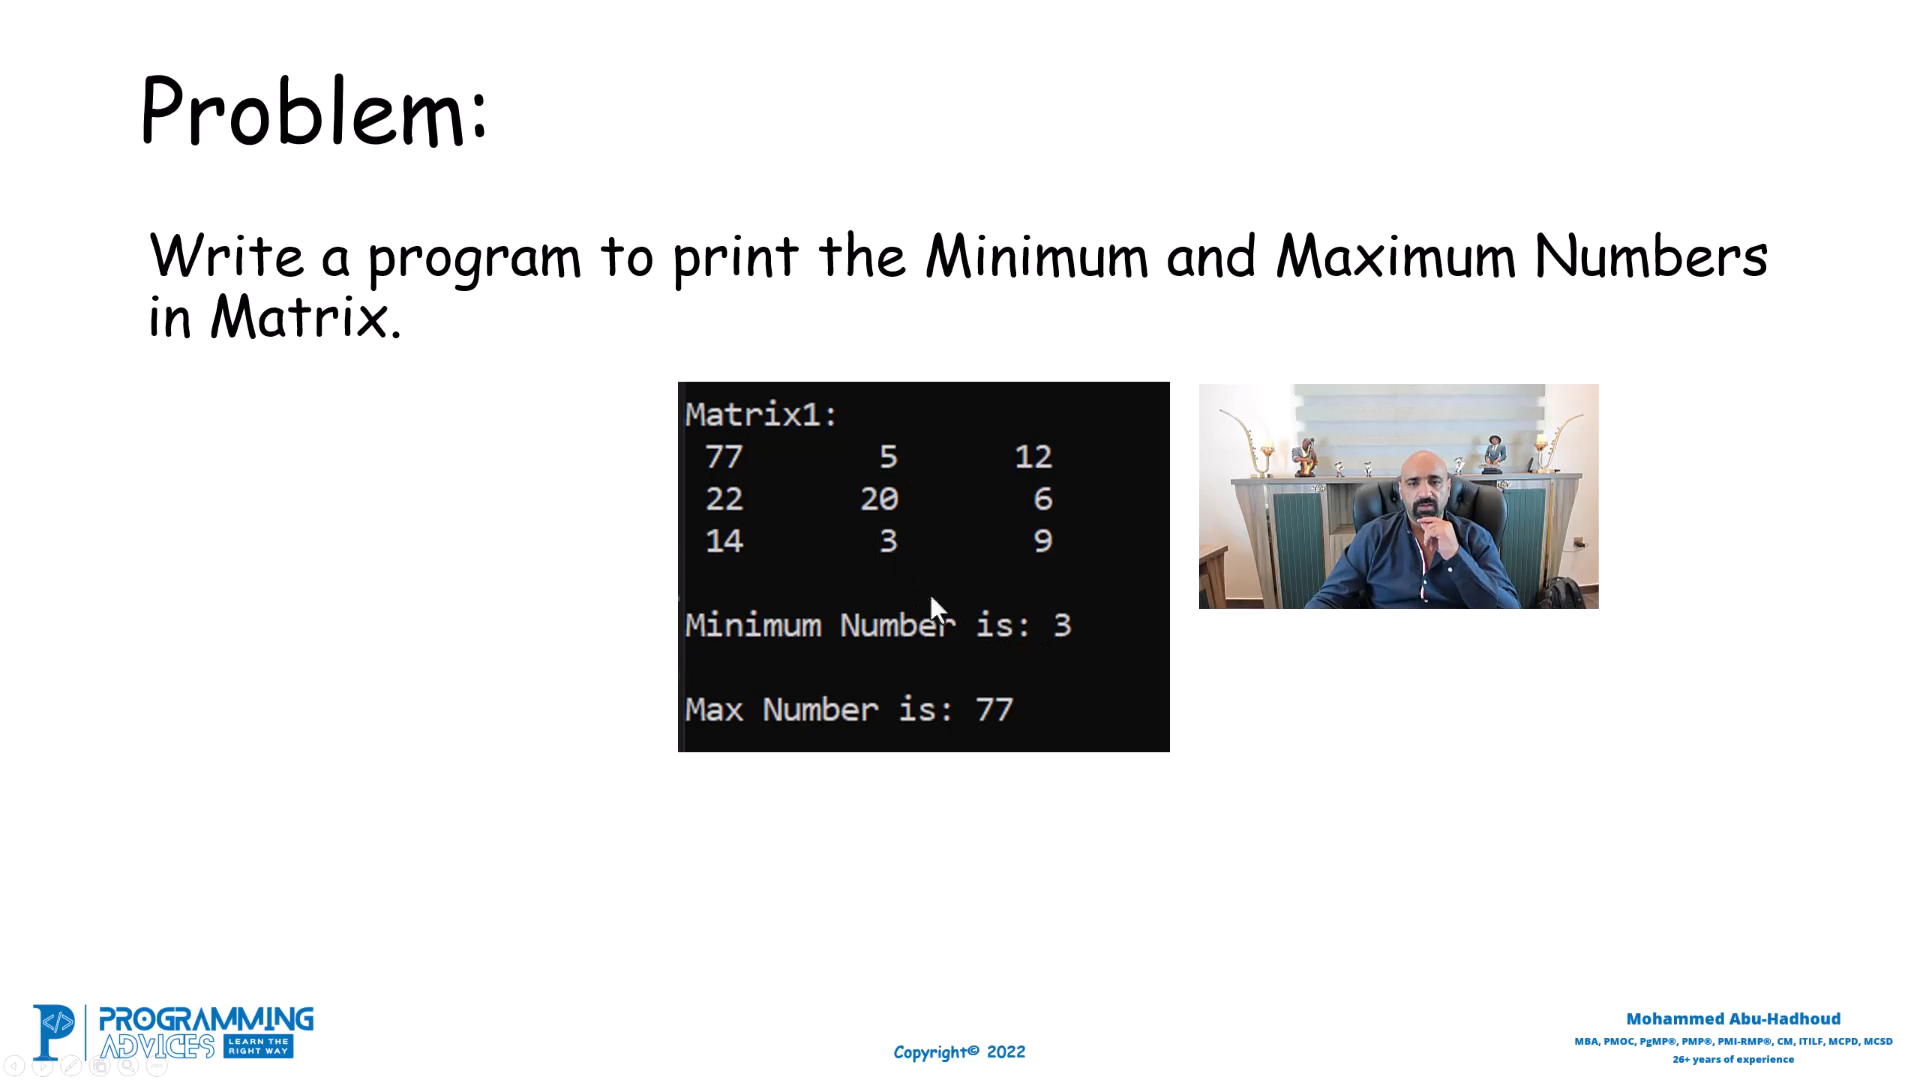 Problem:
Write a program to print the Minimum and Maximum Numbers
in Matrix.
Matrix1:
77 5 12
22 20 6
14 3 9
Minimum Number is: 3
Max Number is: 77
P </> PROGRAMMING
ADVICES LEARN THE
RIGHT WAY
Copyright© 2022
Mohammed Abu-Hadhoud
MBA, PMOC, PgMP®, PMP®, PMI-RMP®, CM, ITILF, MCPD, MCSD
26+ years of experience